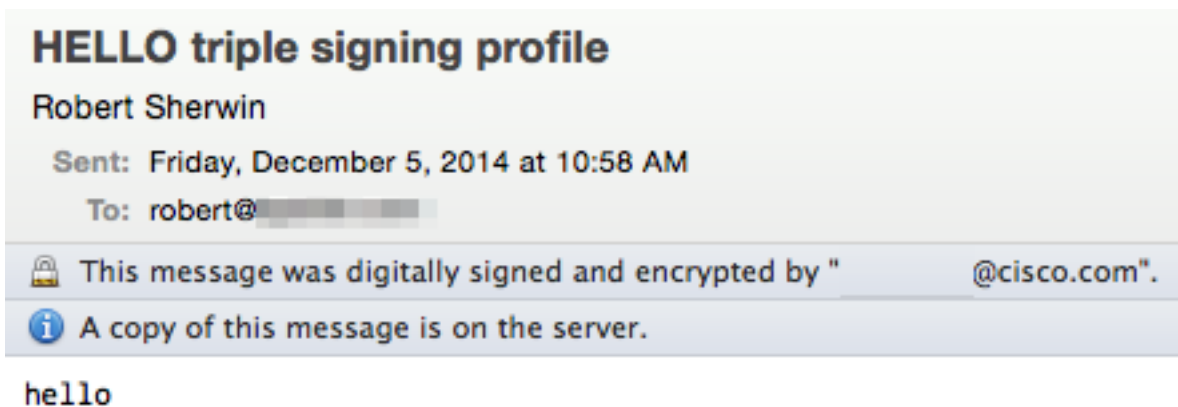 HELLO triple signing profile
Robert Sherwin
Sent: Friday, December 5, 2014 at 10:58 AM
To: robert@
This message was digitally signed and encrypted by " @cisco.com".
A copy of this message is on the server.
hello